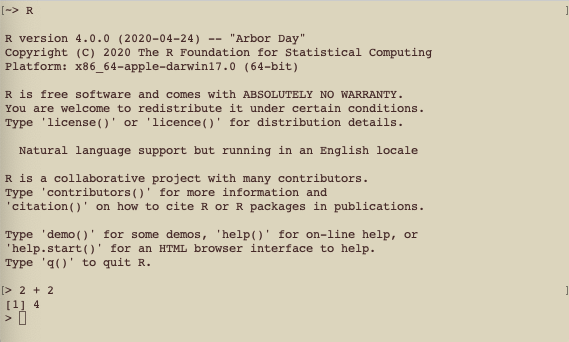 [~> R ]
R version 4.0.0 (2020-04-24) -- "Arbor Day"
Copyright (C) 2020 The R Foundation for Statistical Computing
Platform: x86_64-apple-darwin17.0 (64-bit)
R is free software and comes with ABSOLUTELY NO WARRANTY.
You are welcome to redistribute it under certain conditions.
Type 'license()' or 'licence()' for distribution details.
Natural language support but running in an English locale
R is a collaborative project with many contributors.
Type 'contributors()' for more information and
'citation()' on how to cite R or R packages in publications.
Type 'demo()' for some demos, 'help()' for on-line help, or
'help.start()' for an HTML browser interface to help.
Type 'q()' to quit R.
[> 2 + 2 ]
[1] 4
>